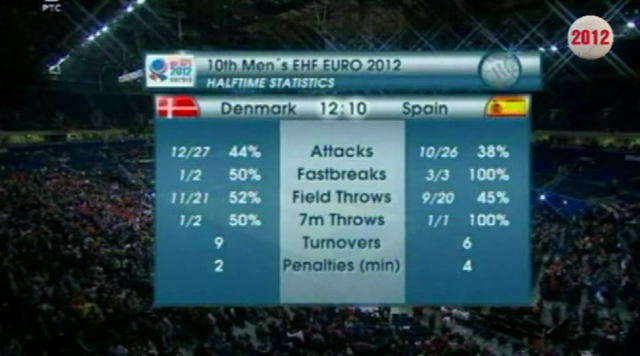 PTC
2012
10th Men´s EHF EURO 2012
HALFTIME STATISTICS
2012
Denmark 12:10 Spain
12/27 44% Attacks 10/26 38%
1/2 50% Fastbreaks 3/3 100%
11/21 52% Field Throws 9/20 45%
1/2 50% 7m Throws 1/1 100%
9 Turnovers 6
2 Penalties (min) 4